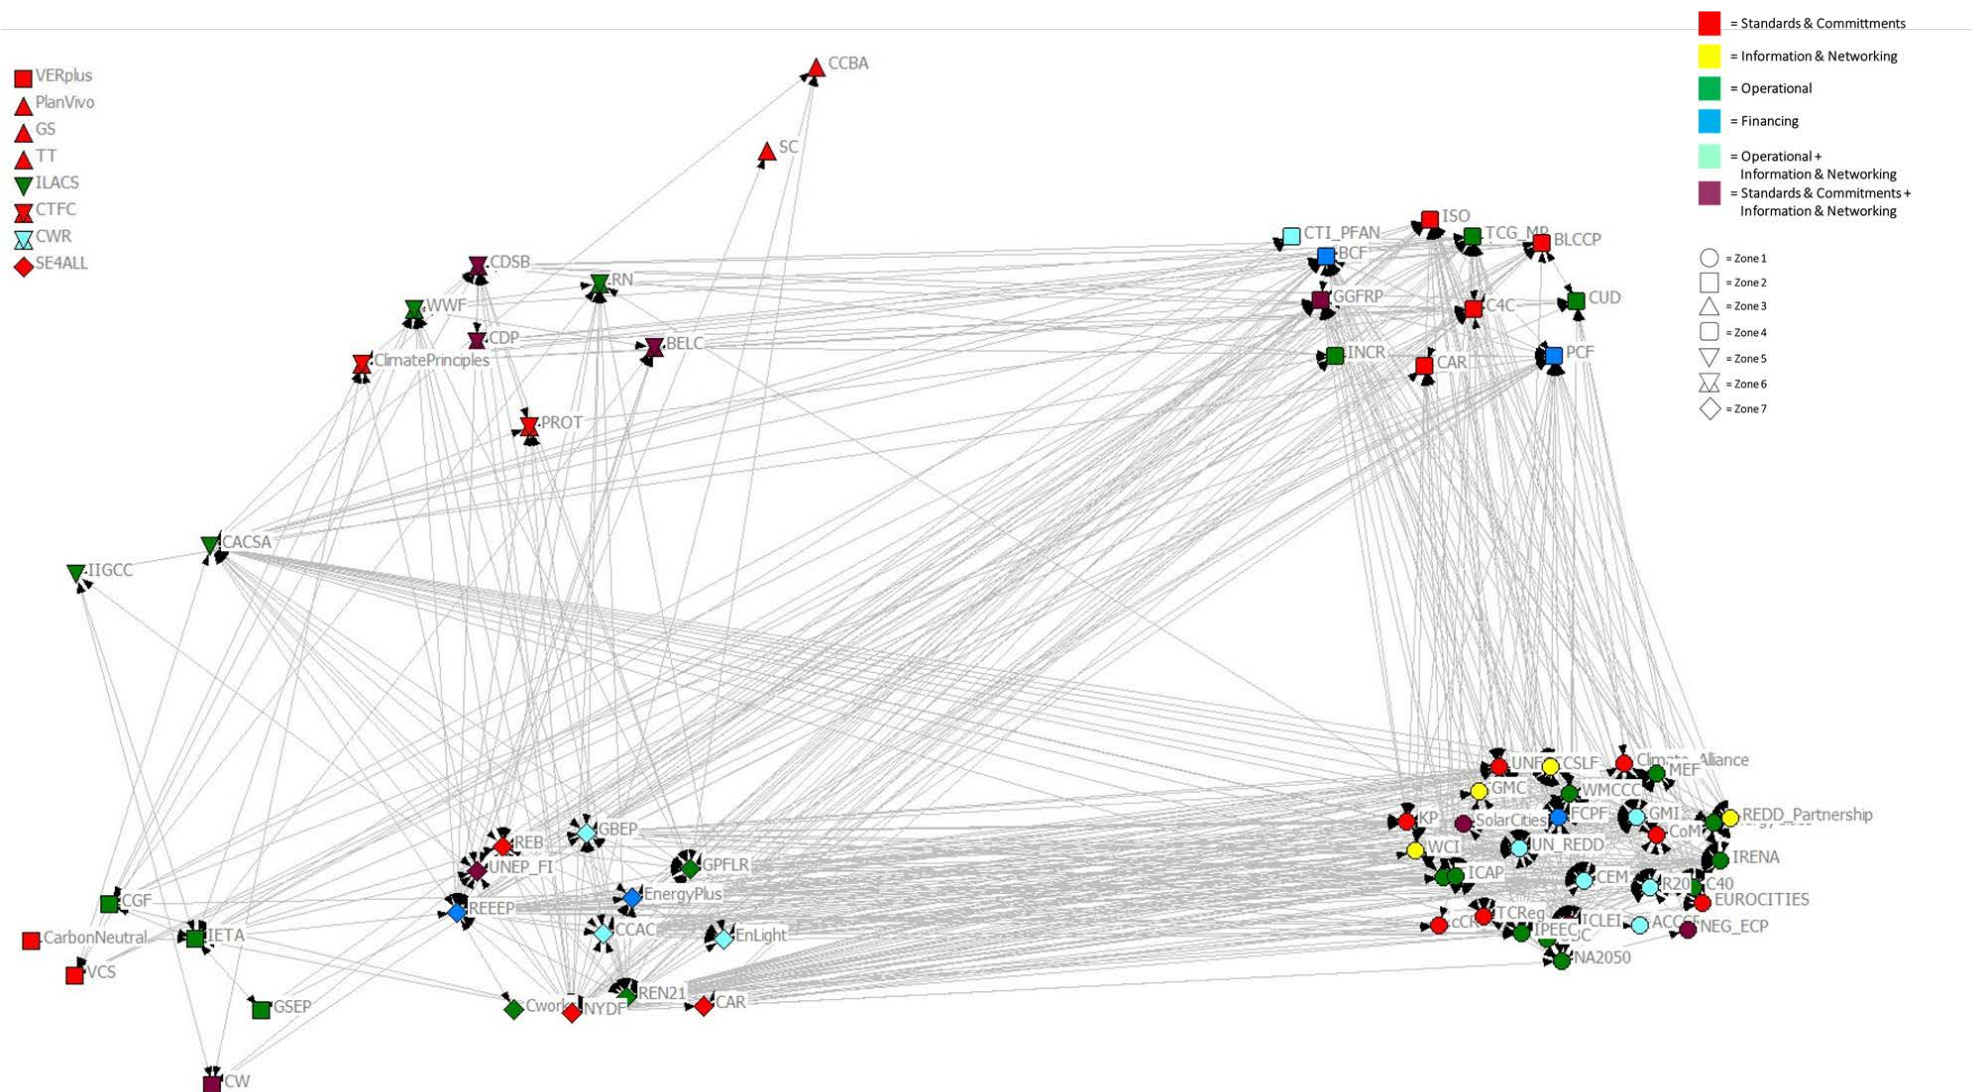 VERplus
PlanVivo
GS
TT
ILACS
CTFC
CWR
SE4ALL
CCBA
SC
CDSB
WWF
RN
CDP
BELC
ClimatePrinciples
PROT
CACSA
IIGCC
CTI_PFAN
ISO
BCF
BLCCP
GGFRP
C4C
CUD
INCR
CAR
PCF
= Standards & Committments
= Information & Networking
= Operational
= Financing
= Operational +
Information & Networking
= Standards & Commitments +
Information & Networking
= Zone 1
= Zone 2
= Zone 3
= Zone 4
= Zone 5
= Zone 6
= Zone 7
CSLF
MEF
GMC
WMCCC
KP
SolarCities
FCPF
GMI
CoM
REDD_Partnership
WCI
UN_REDD
IRENA
ICAP
CEM
R20
C40
EUROCITIES
TCReg
ICLEI
IPEEC
NEG_ECP
NA2050
GBEP
REB
UNEP_FI
GPFLR
EnergyPlus
REEEP
CCAC
EnLight
REN21
NYDF
CAR
CGF
CarbonNeutral
IETA
VCS
GSEP
CW